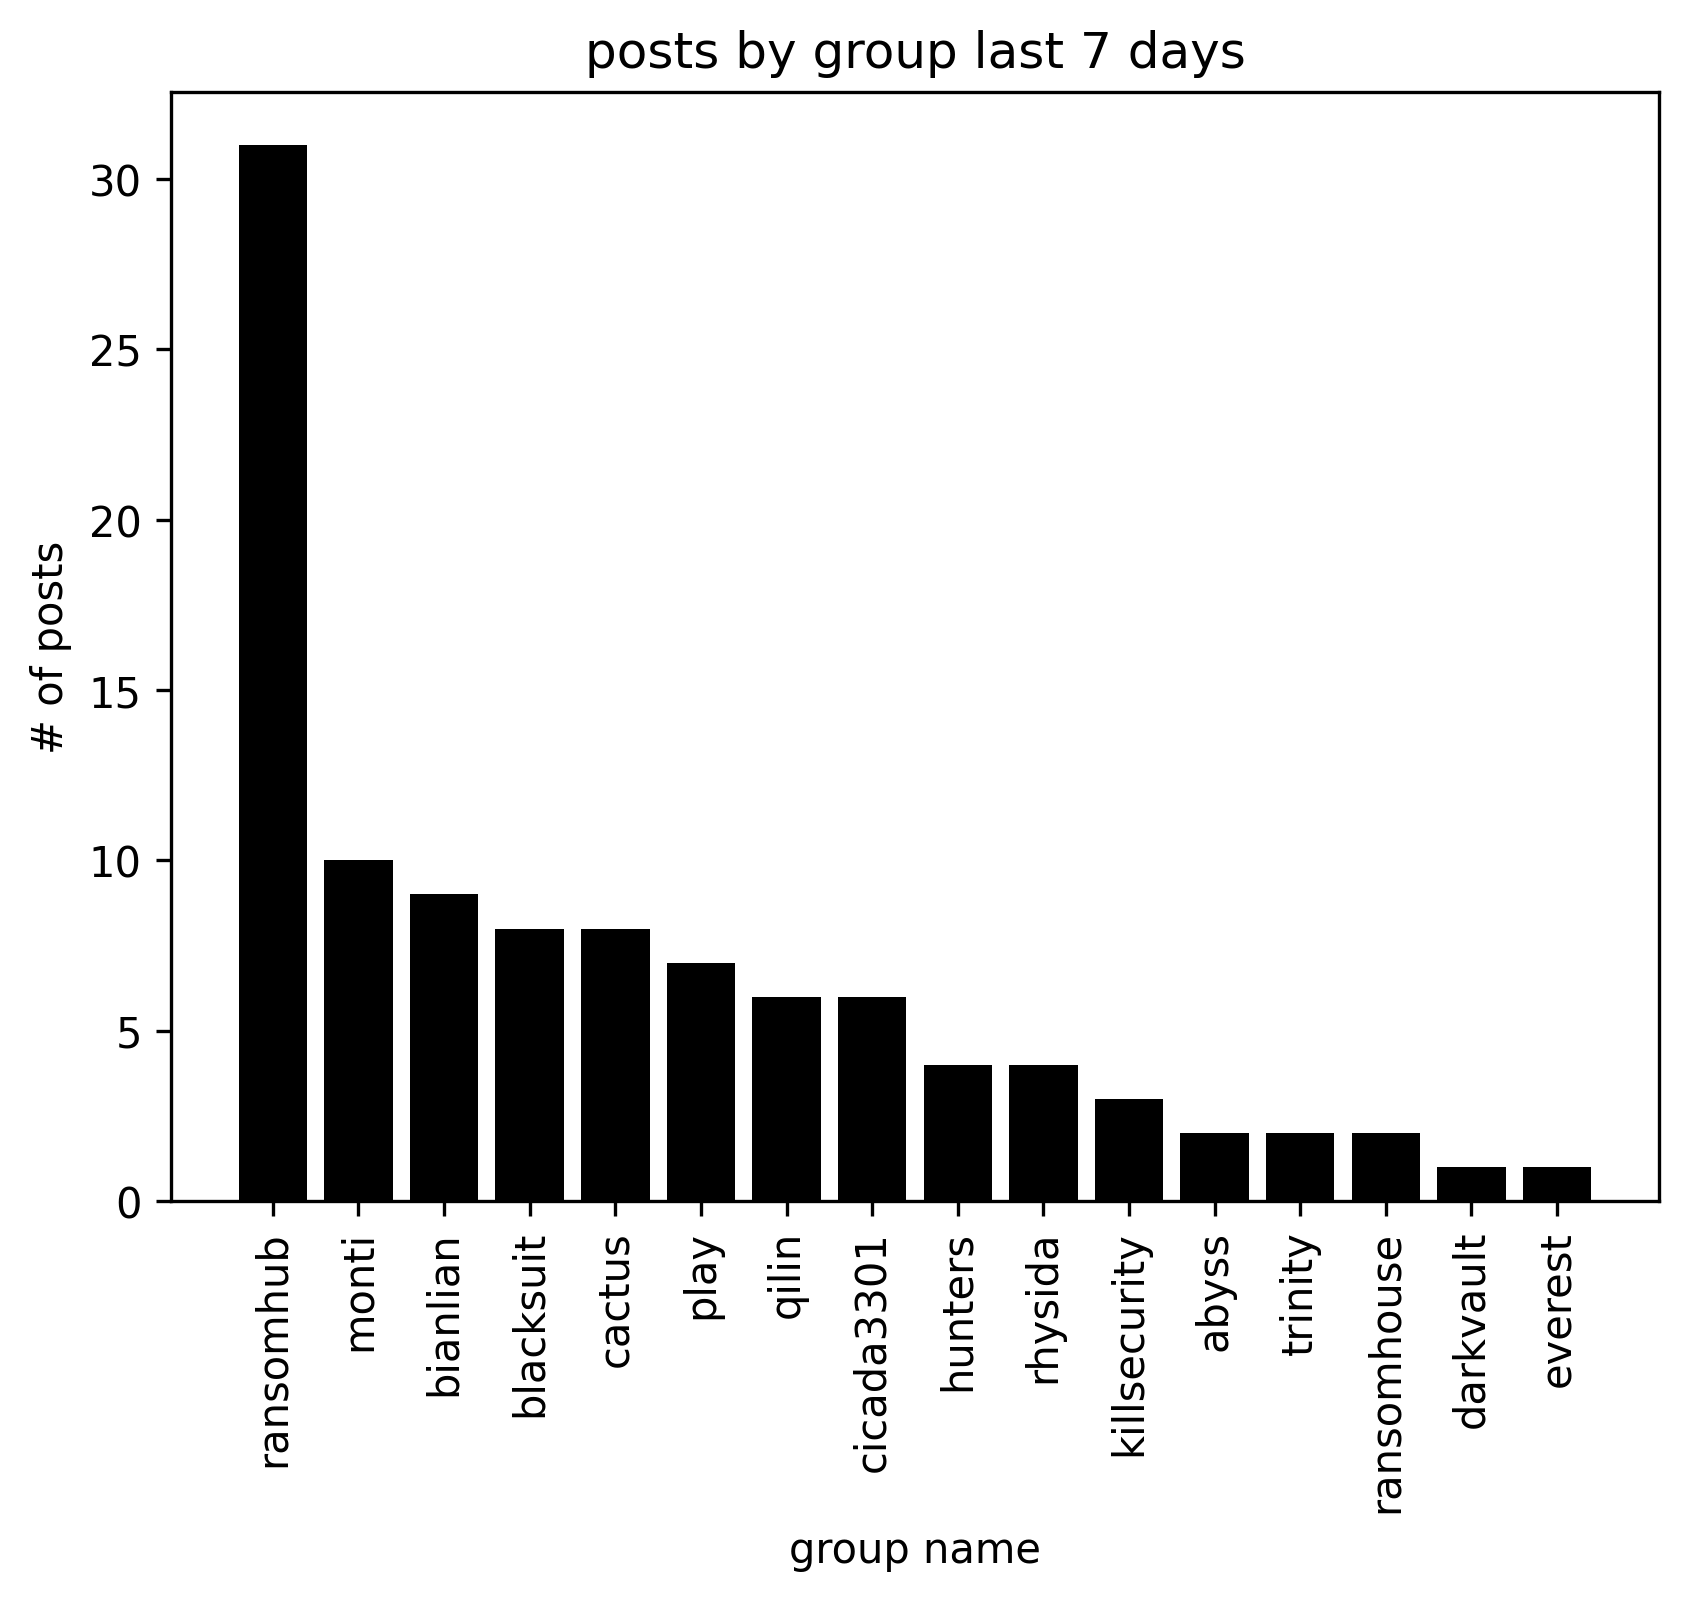 posts by group last 7 days
# of posts
30
25
20
15
10
5
0
ransomhub
monti
bianlian
blacksuit
cactus
play
qilin
cicada3301
hunters
rhysida
killsecurity
abyss
trinity
ransomhouse
darkvault
everest
group name